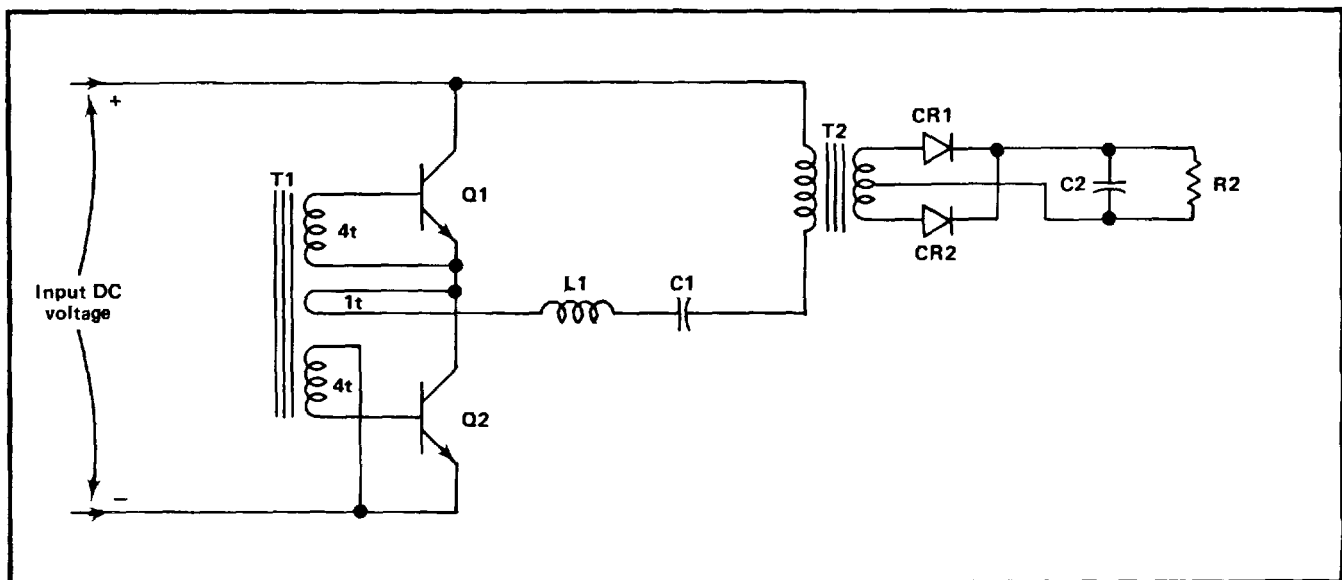 +
Input DC
voltage
−
T1
4t
1t
4t
Q1
Q2
L1
C1
T2
CR1
CR2
C2
R2